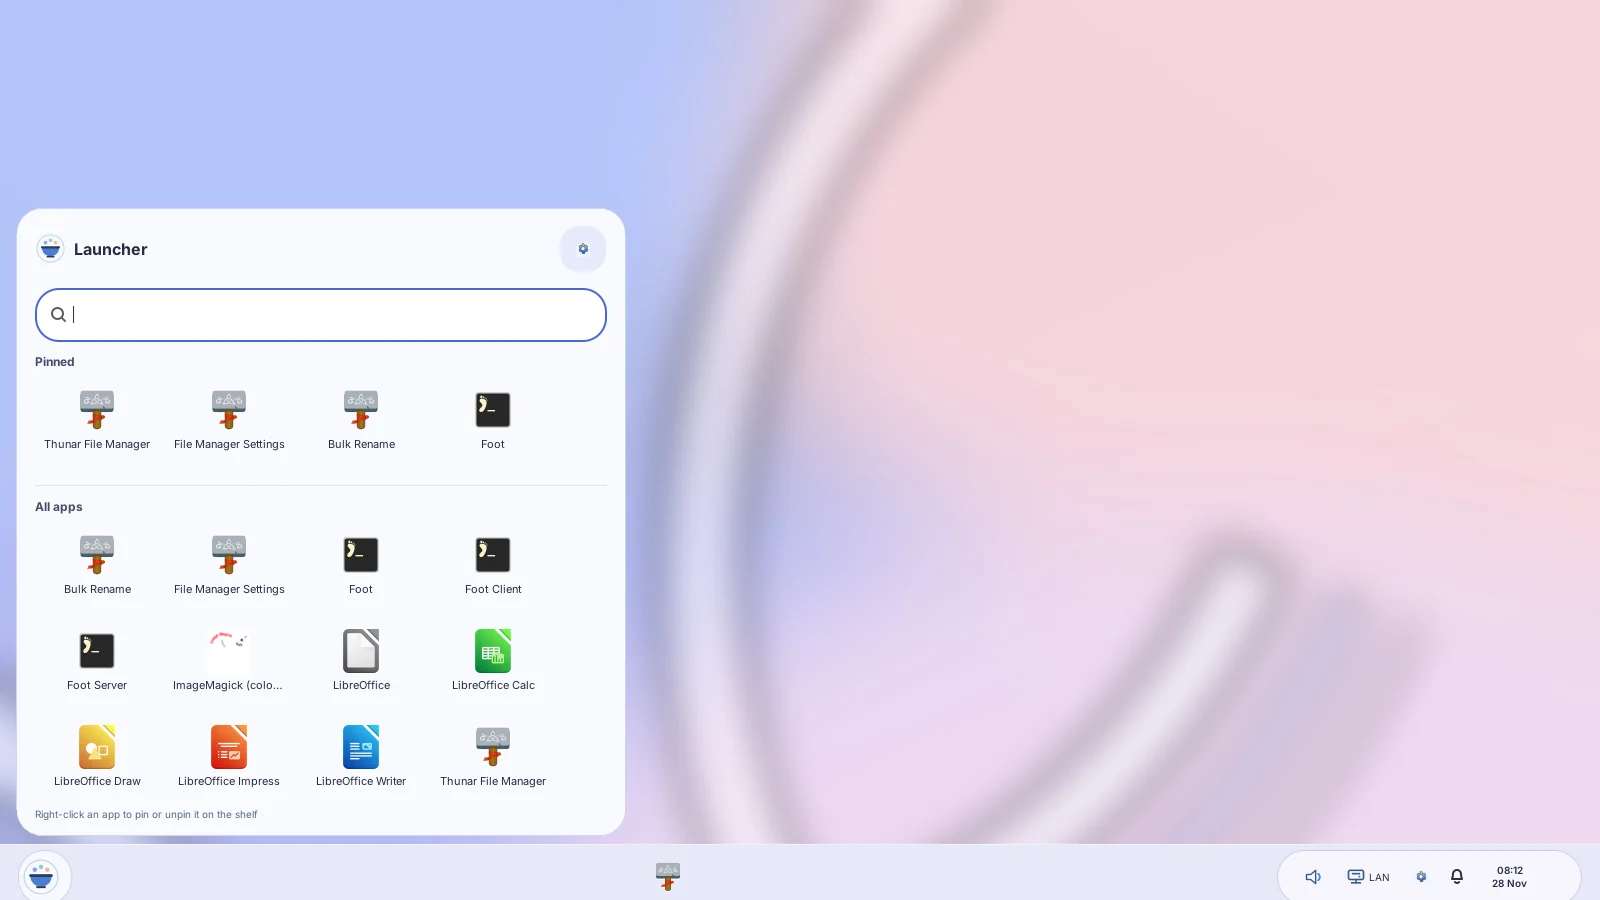 Launcher
Pinned
Thunar File Manager
File Manager Settings
Bulk Rename
Foot
All apps
Bulk Rename
File Manager Settings
Foot
Foot Client
Foot Server
ImageMagick (colo...
LibreOffice
LibreOffice Calc
LibreOffice Draw
LibreOffice Impress
LibreOffice Writer
Thunar File Manager
Right-click an app to pin or unpin it on the shelf
LAN
08:12
28 Nov